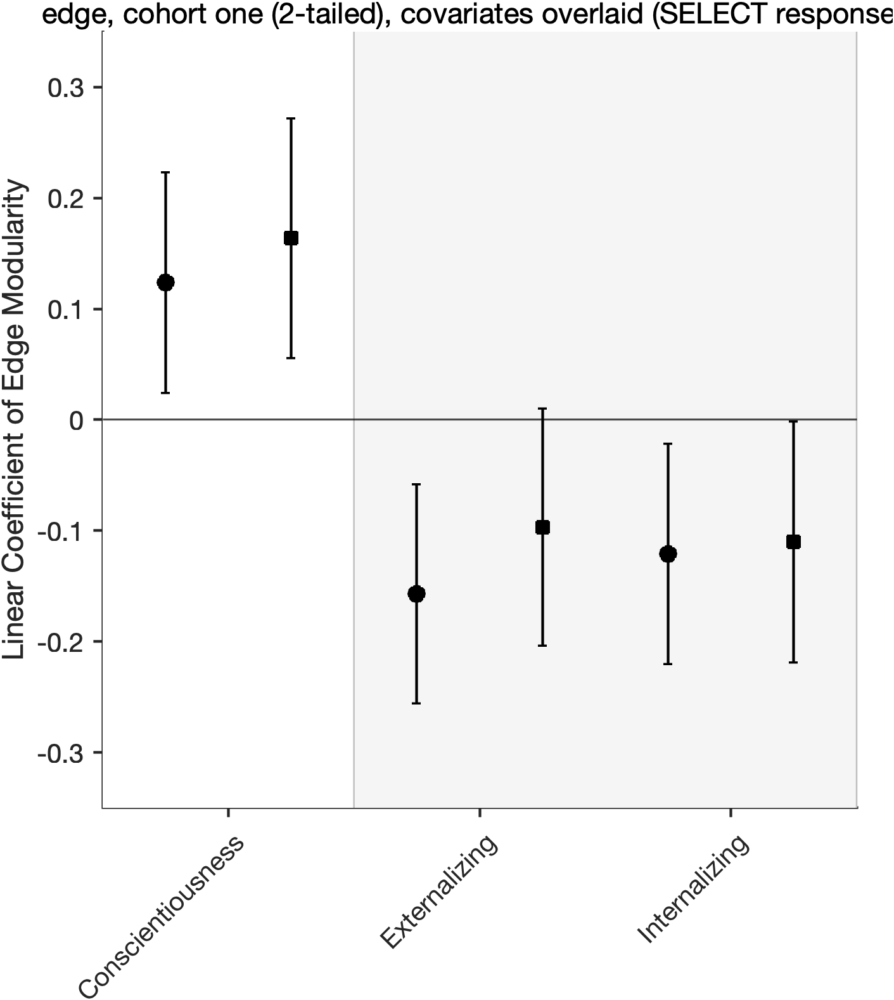 edge, cohort one (2-tailed), covariates overlaid (SELECT response
Linear Coefficient of Edge Modularity
0.3
0.2
0.1
0
-0.1
-0.2
-0.3
Conscientiousness
Externalizing
Internalizing